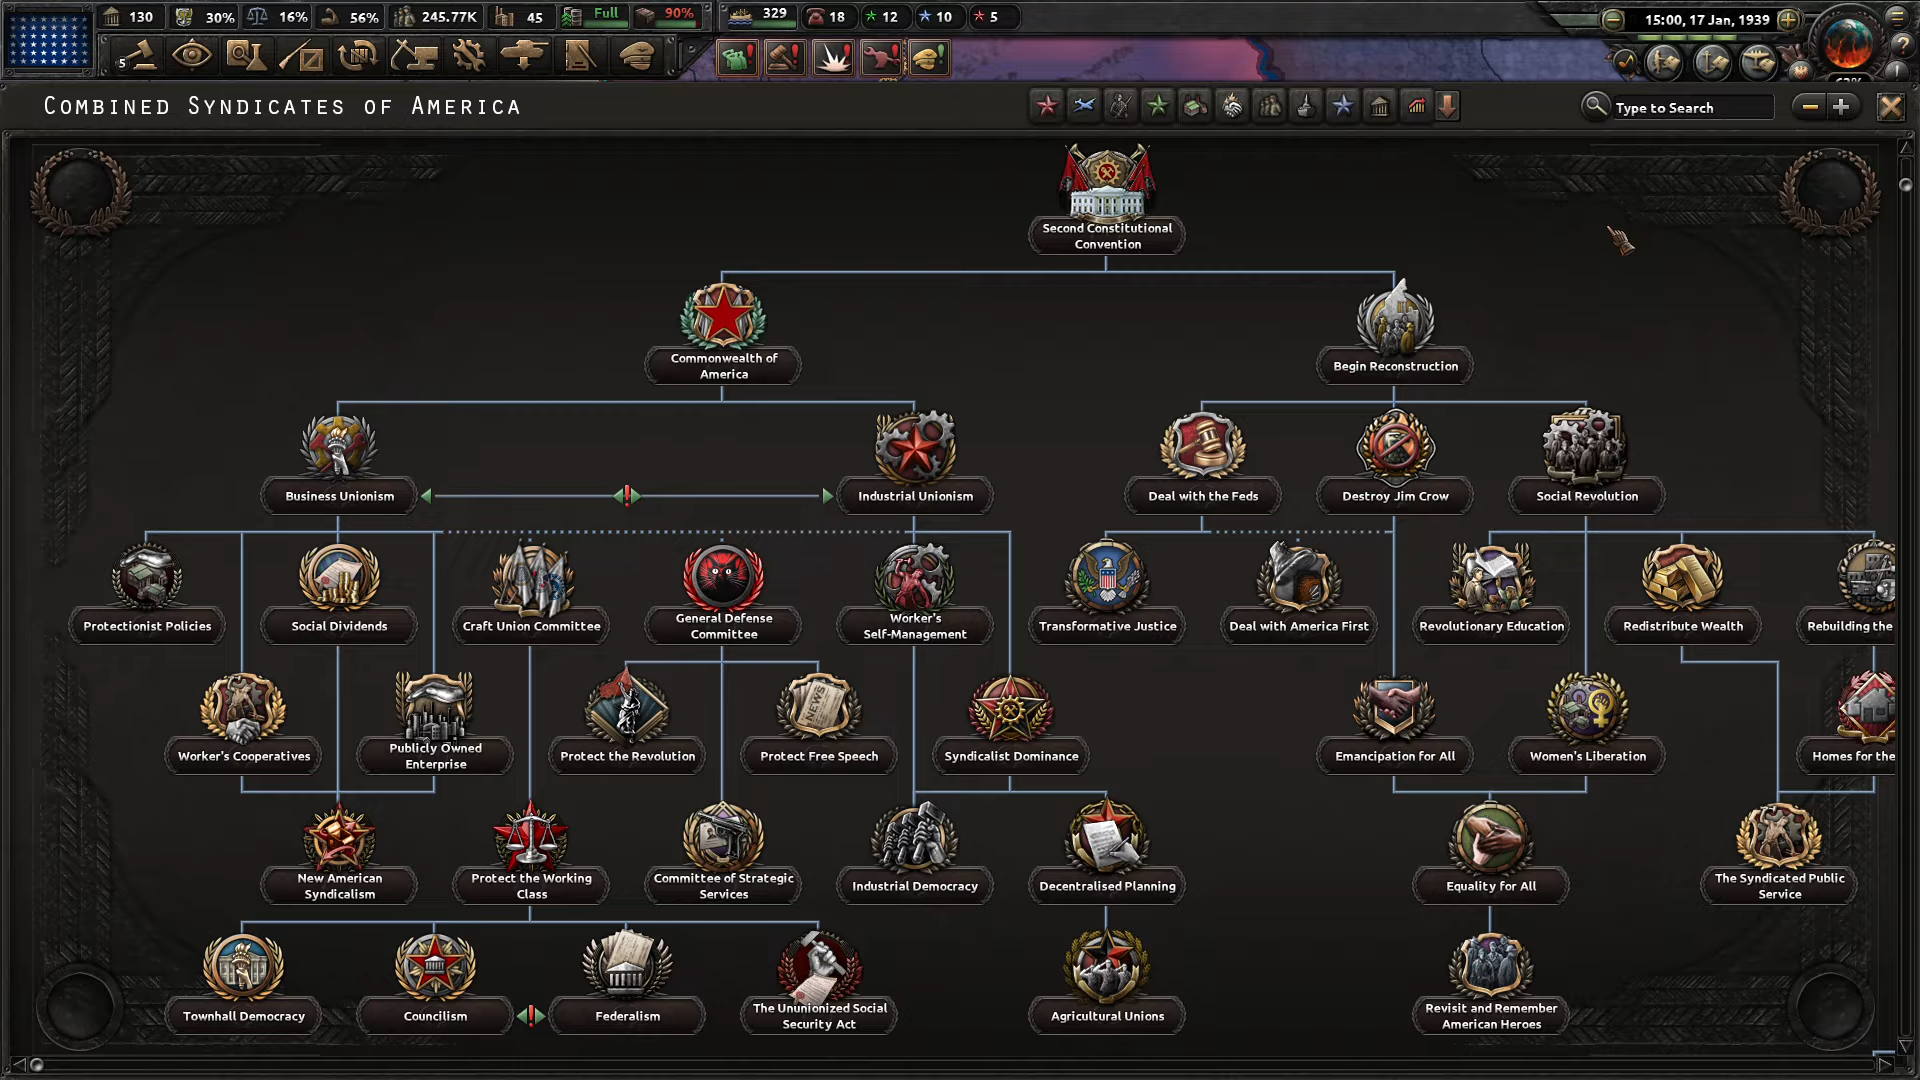 130
30%
16%
56%
245.77K
45
Full
90%
329
18
12
10
5
15:00, 17 Jan, 1939
5
COMBINED SYNDICATES OF AMERICA
Type to Search
Second Constitutional
Convention
Commonwealth of
America
Begin Reconstruction
Business Unionism
Industrial Unionism
Deal with the Feds
Destroy Jim Crow
Social Revolution
Protectionist Policies
Social Dividends
Craft Union Committee
General Defense
Committee
Worker's
Self-Management
Transformative Justice
Deal with America First
Revolutionary Education
Redistribute Wealth
Rebuilding the
NEWS
Worker's Cooperatives
Publicly Owned
Enterprise
Protect the Revolution
Protect Free Speech
Syndicalist Dominance
Emancipation for All
Women's Liberation
Homes for the
New American
Syndicalism
Protect the Working
Class
Committee of Strategic
Services
Industrial Democracy
Decentralised Planning
Equality for All
The Syndicated Public
Service
Townhall Democracy
Councilism
Federalism
The Ununionized Social
Security Act
Agricultural Unions
Revisit and Remember
American Heroes